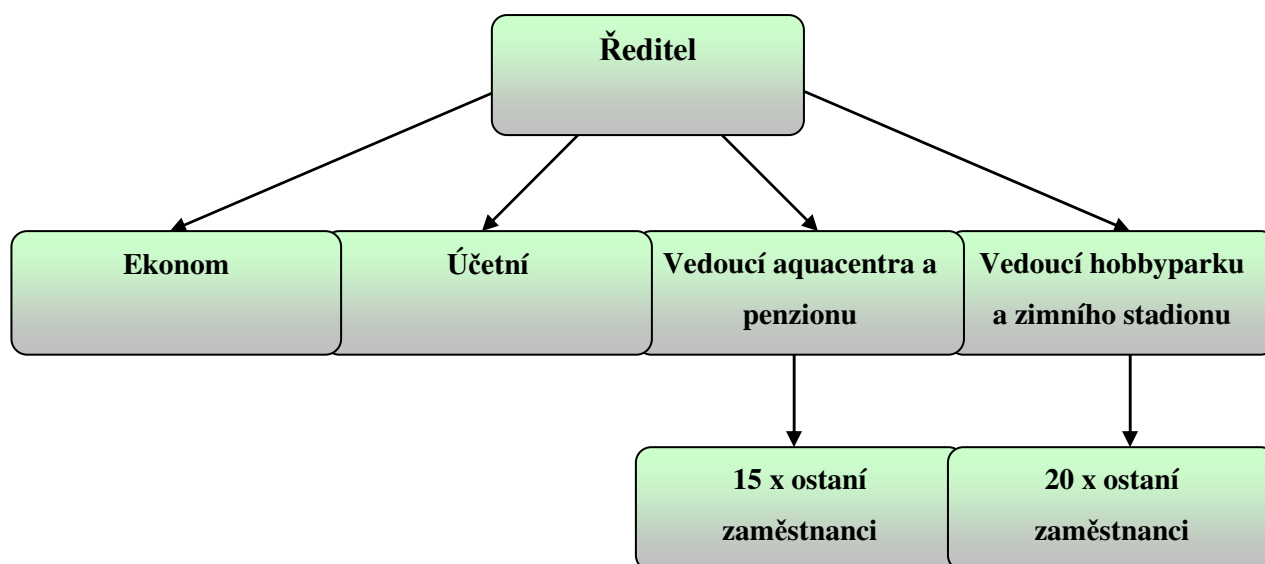 Ředitel
Ekonom
Účetní
Vedoucí aquacentra a
penzionu
Vedoucí hobbyparku
a zimního stadionu
15 x ostaní
zaměstnanci
20 x ostaní
zaměstnanci